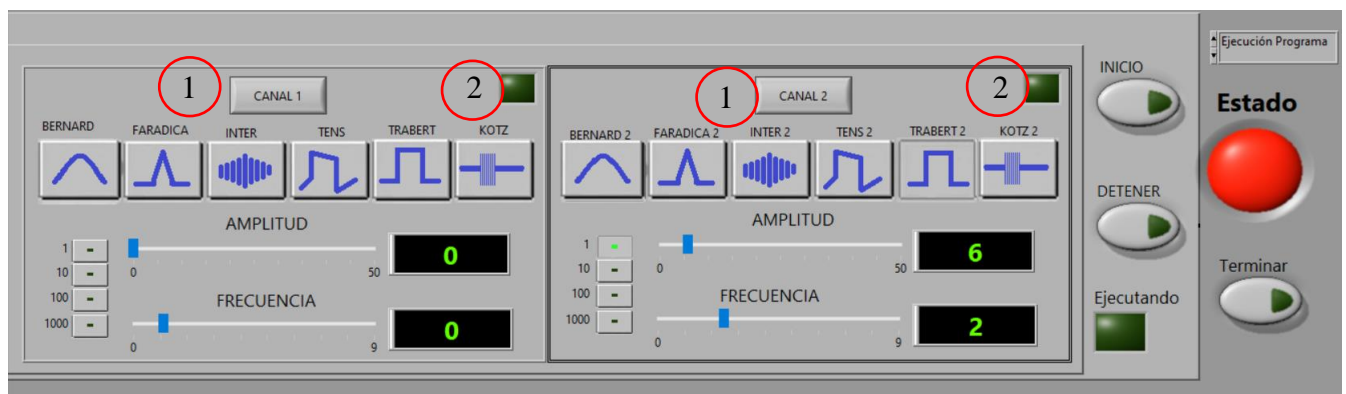 Ejecución Programa
1
CANAL 1
2
1
CANAL 2
2
INICIO
Estado
BERNARD FARADICA INTER TENS TRABERT KOTZ
BERNARD 2 FARADICA 2 INTER 2 TENS 2 TRABERT 2 KOTZ 2
AMPLITUD
1
10
100
1000
0 50
0
FRECUENCIA
0 9
0
AMPLITUD
1
10
100
1000
0 50
6
FRECUENCIA
0 9
2
DETENER
Ejecutando
Terminar